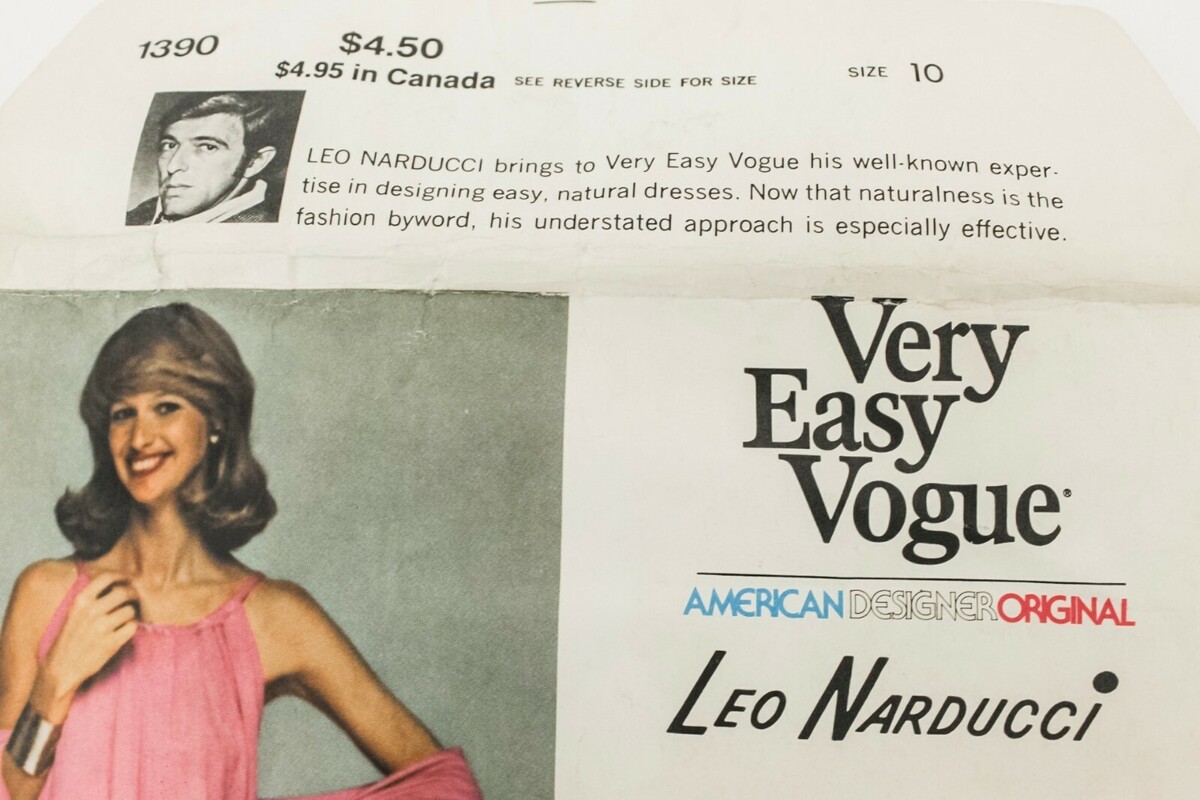 1390 $4.50
$4.95 in Canada SEE REVERSE SIDE FOR SIZE SIZE 10
LEO NARDUCCI brings to Very Easy Vogue his well-known exper-
tise in designing easy, natural dresses. Now that naturalness is the
fashion byword, his understated approach is especially effective.
Very
Easy
Vogue®
AMERICAN DESIGNER ORIGINAL
LEO NARDUCCi